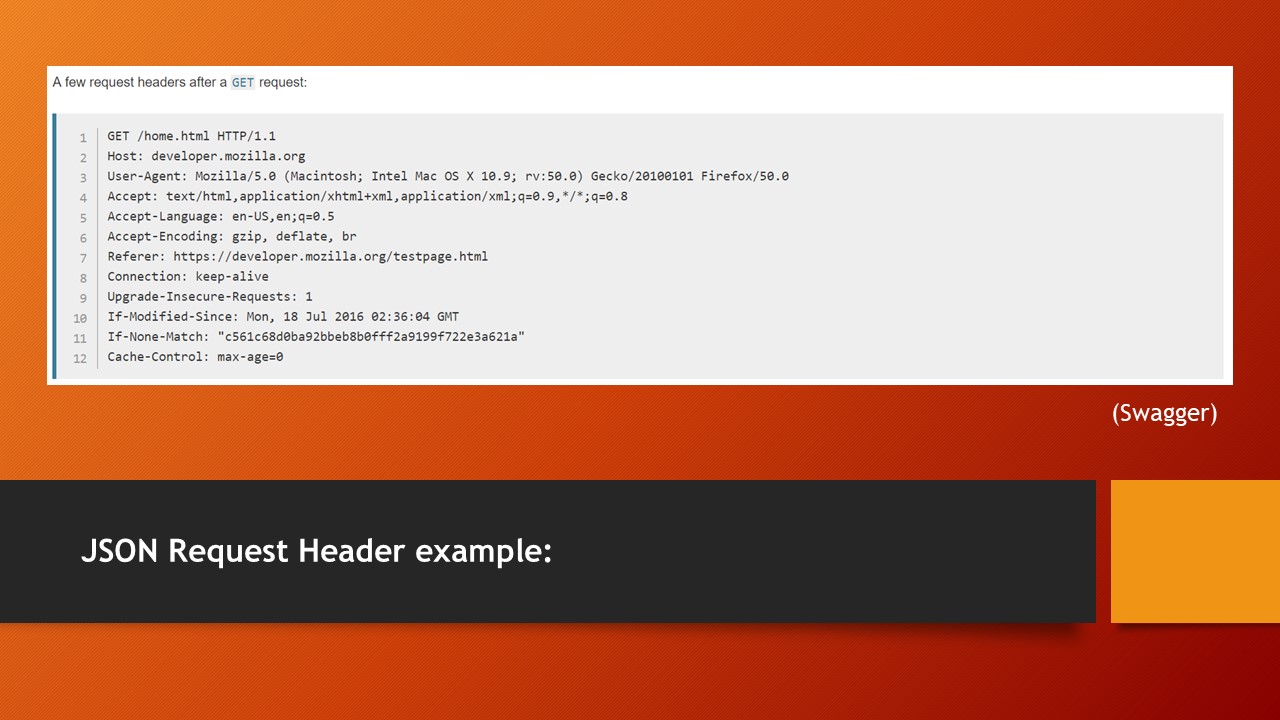 A few request headers after a GET request:
1 GET /home.html HTTP/1.1
2 Host: developer.mozilla.org
3 User-Agent: Mozilla/5.0 (Macintosh; Intel Mac OS X 10.9; rv:50.0) Gecko/20100101 Firefox/50.0
4 Accept: text/html,application/xhtml+xml,application/xml;q=0.9,*/*;q=0.8
5 Accept-Language: en-US,en;q=0.5
6 Accept-Encoding: gzip, deflate, br
7 Referer: https://developer.mozilla.org/testpage.html
8 Connection: keep-alive
9 Upgrade-Insecure-Requests: 1
10 If-Modified-Since: Mon, 18 Jul 2016 02:36:04 GMT
11 If-None-Match: "c561c68d0ba92bbeb8b0fff2a9199f722e3a621a"
12 Cache-Control: max-age=0
(Swagger)
JSON Request Header example: